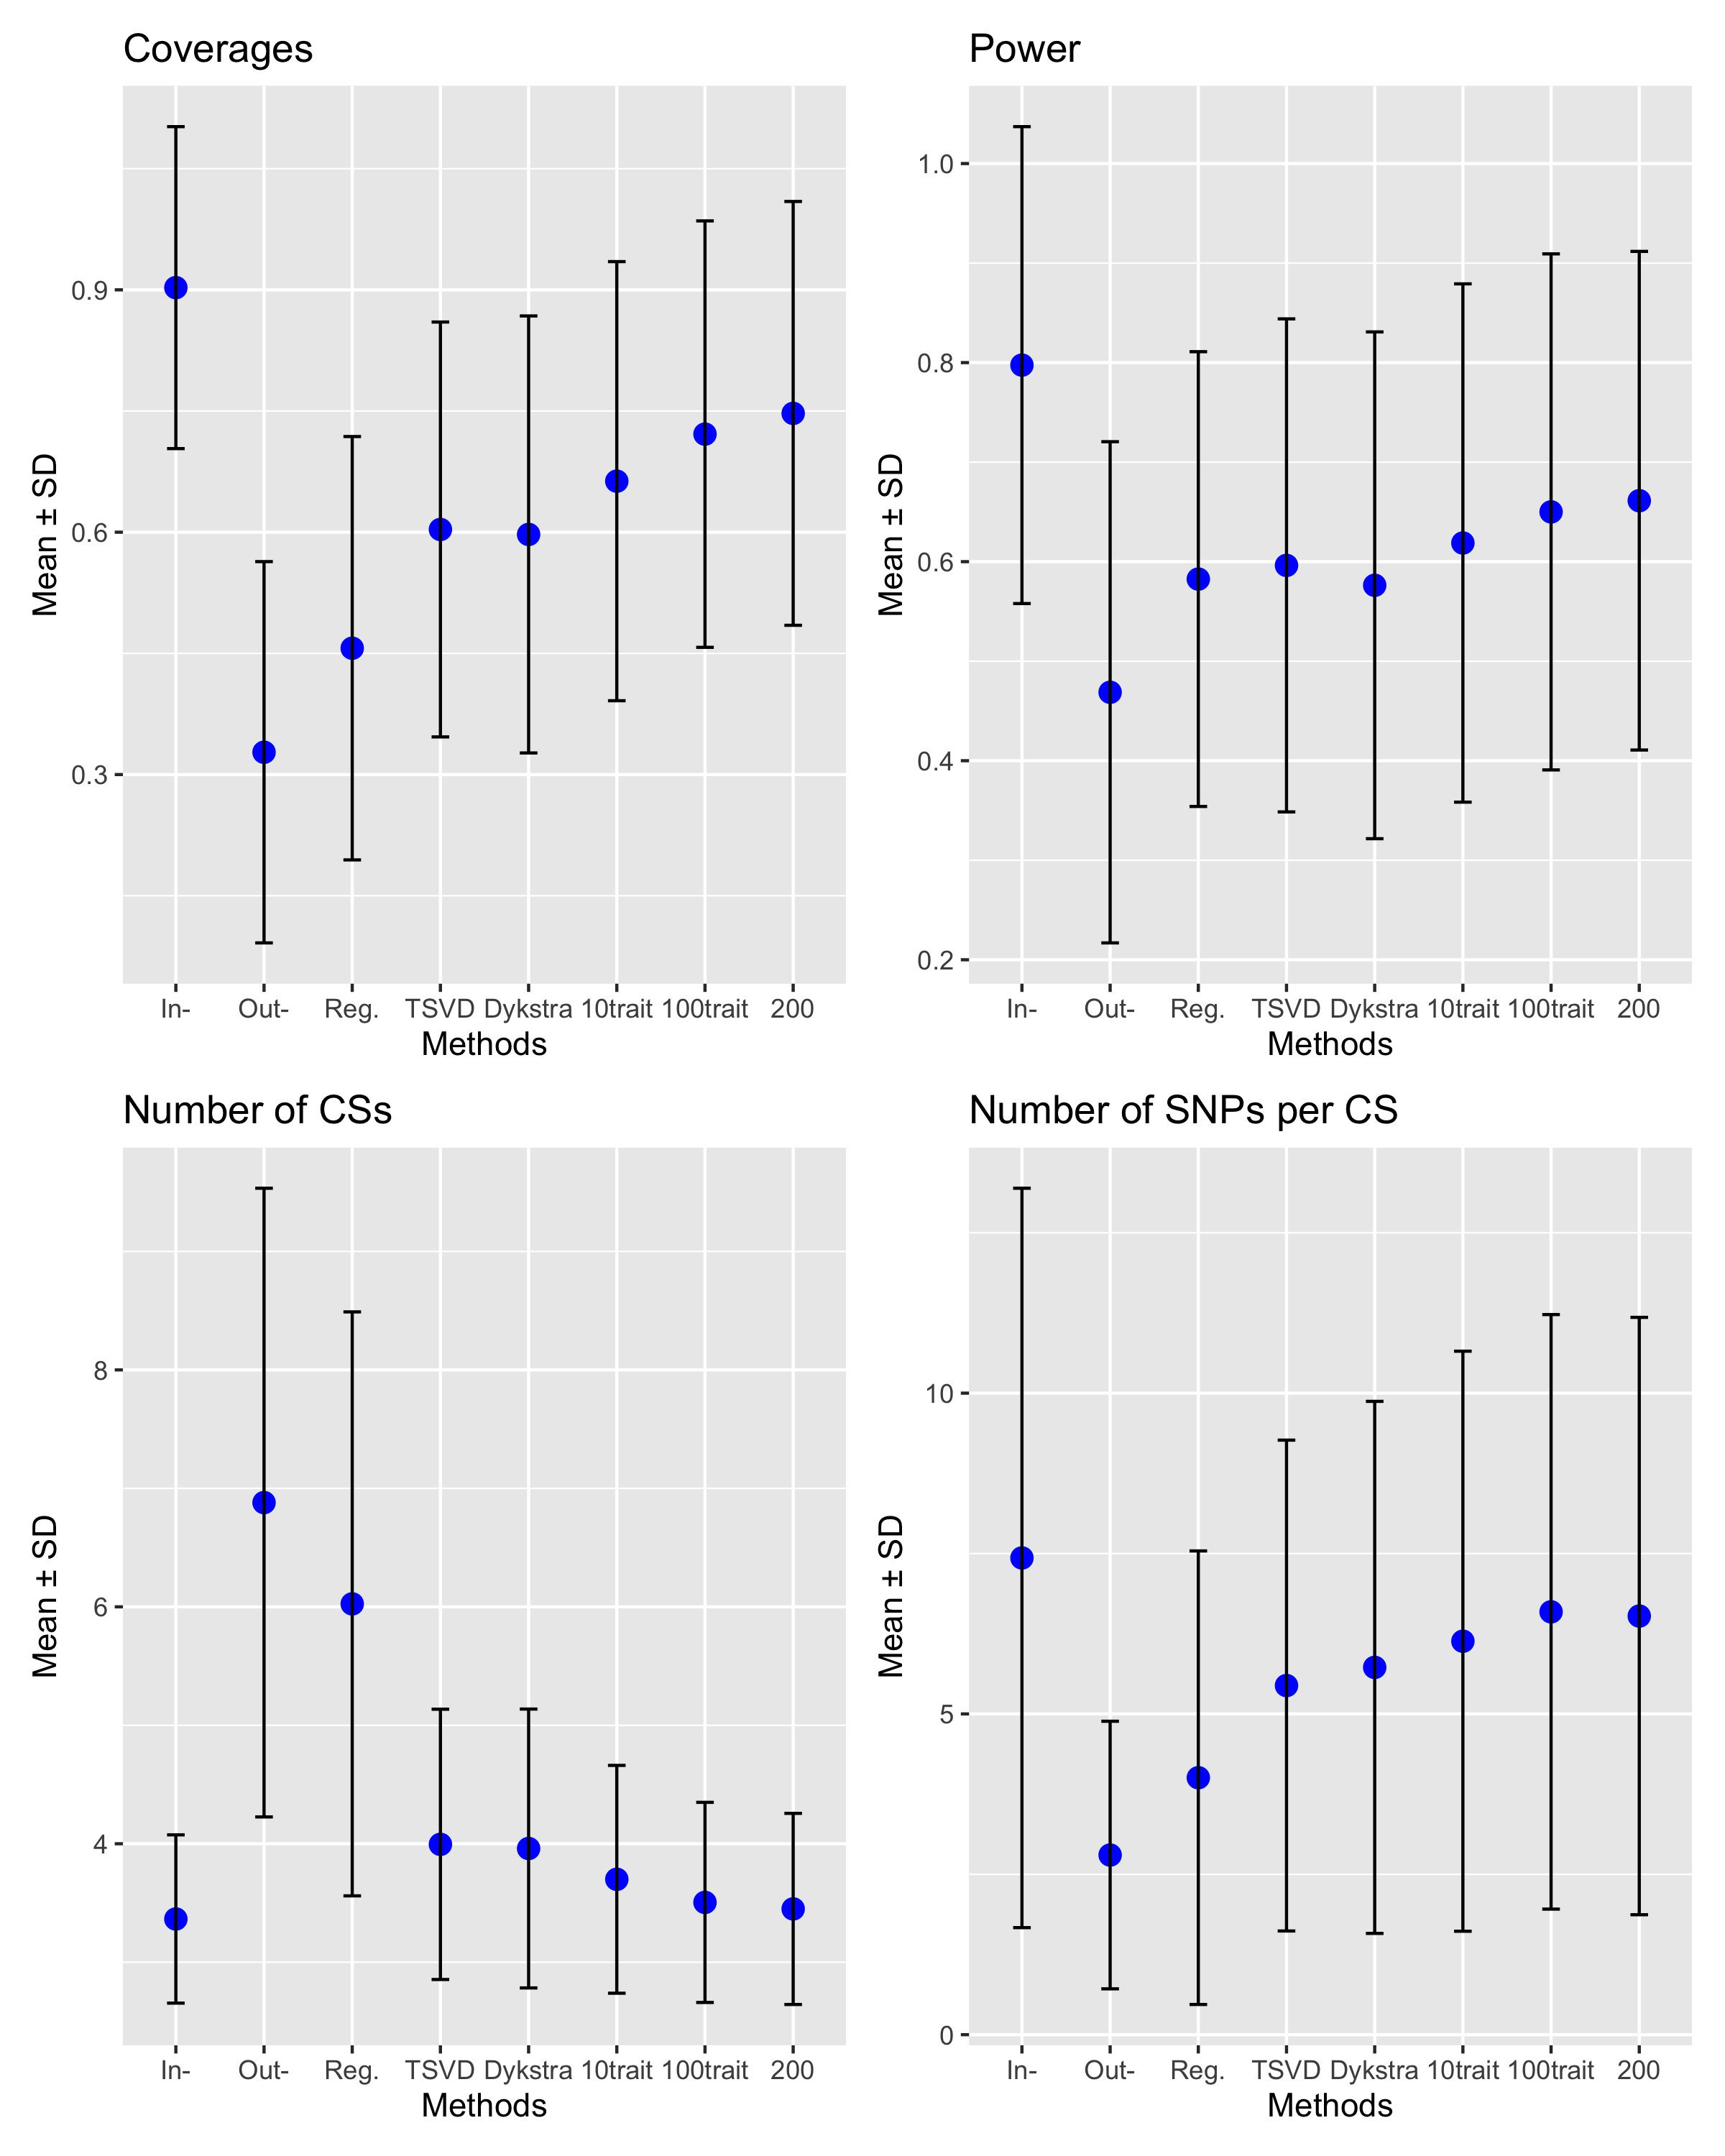 Coverages
Mean ± SD
0.9
0.6
0.3
In- Out- Reg. TSVD Dykstra 10trait 100trait 200
Methods
Power
Mean ± SD
1.0
0.8
0.6
0.4
0.2
In- Out- Reg. TSVD Dykstra 10trait 100trait 200
Methods
Number of CSs
Mean ± SD
8
6
4
In- Out- Reg. TSVD Dykstra 10trait 100trait 200
Methods
Number of SNPs per CS
Mean ± SD
10
5
0
In- Out- Reg. TSVD Dykstra 10trait 100trait 200
Methods